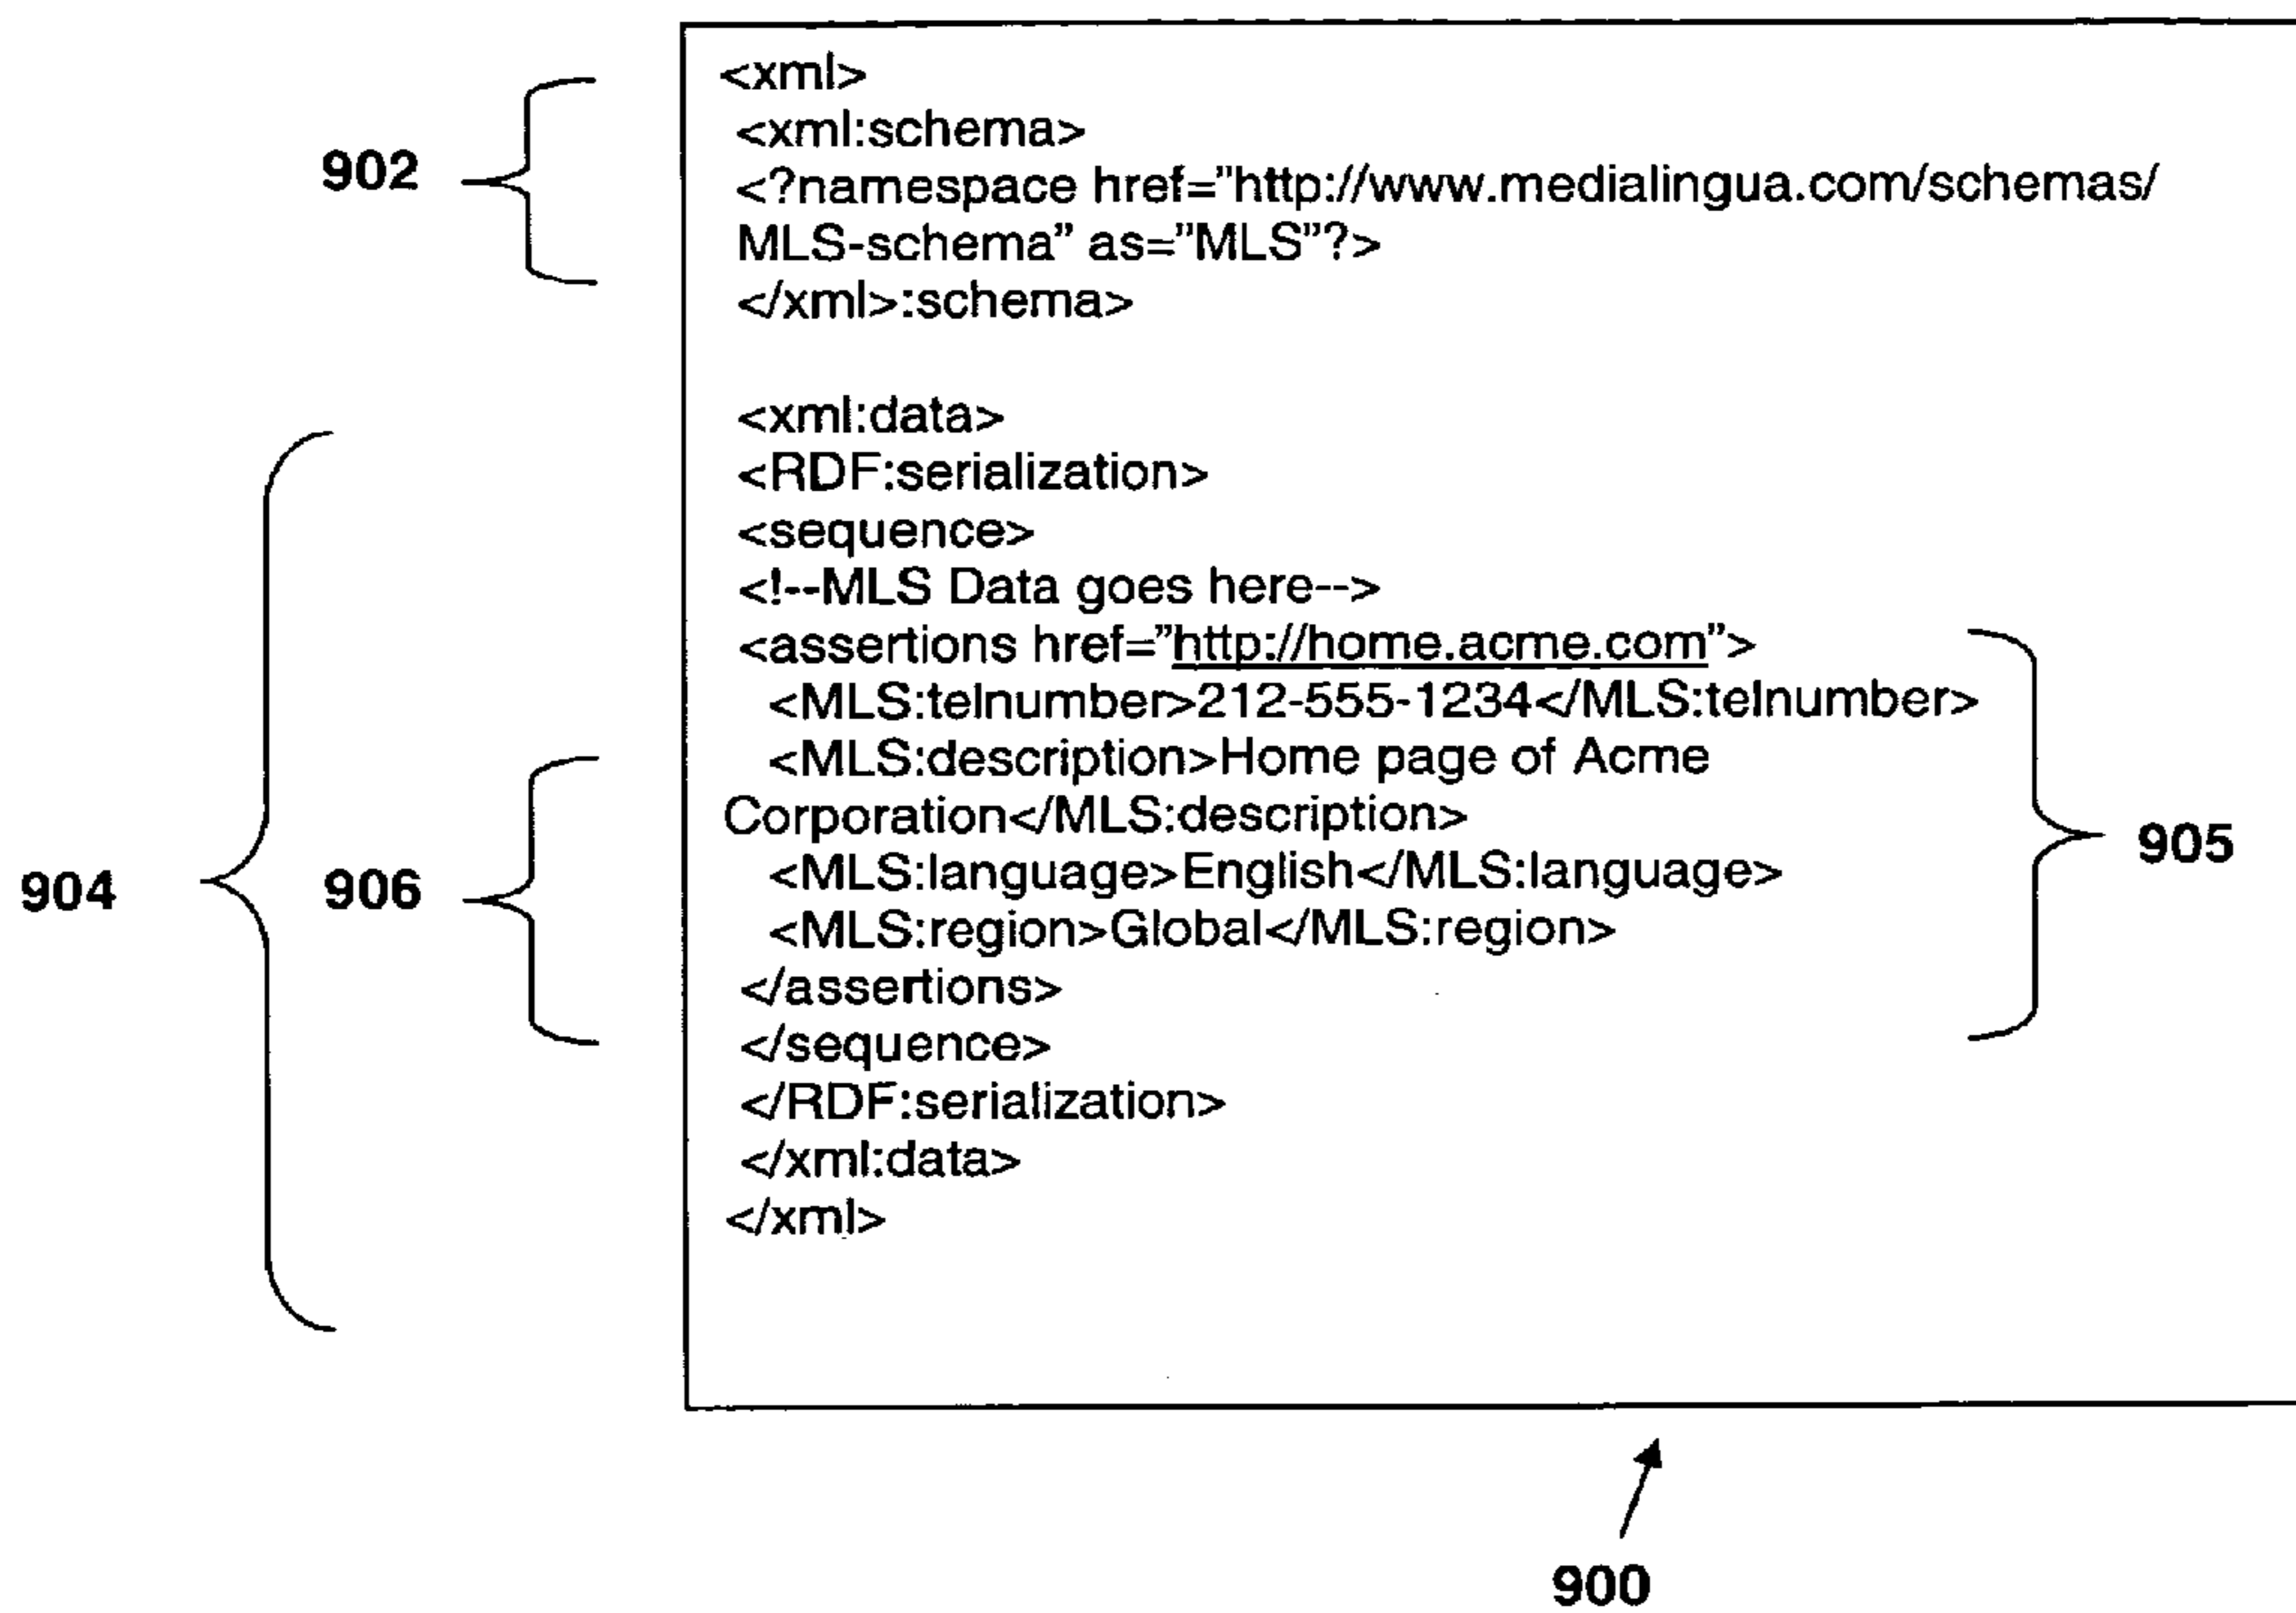 <xml>
<xml:schema>
902
<?namespace href="http://www.medialingua.com/schemas/
MLS-schema” as=”MLS”?>
</xml>:schema>
<xml:data>
<RDF:serialization>
<sequence>
<!--MLS Data goes here-->
<assertions href=”http://home.acme.com”>
<MLS:telnumber>212-555-1234</MLS:telnumber>
<MLS:description>Home page of Acme
Corporation</MLS:description>
905
904
906
<MLS:language>English</MLS:language>
<MLS:region>Global</MLS:region>
</assertions>
</sequence>
</RDF:serialization>
</xml:data>
</xml>
900